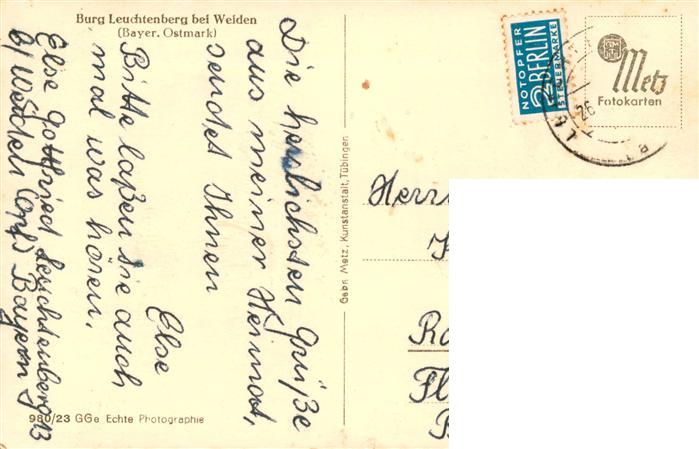 Burg Leuchtenberg bei Weiden
(Bayer. Ostmark)
Die herzlichsten Grüße
aus meiner Heimat,
sendet Ihnen
Else
Bitte laßen Sie auch
mal was hören.
Else Gottfried Leuchtenberg 13
b/ Weiden Opf. Bayern
980/23 GGe Echte Photographie
Gebr. Metz, Kunstanstalt, Tübingen
NOTOPFER
2 BERLIN
STEUERMARKE
Metz
Fotokarten
26
Herrn